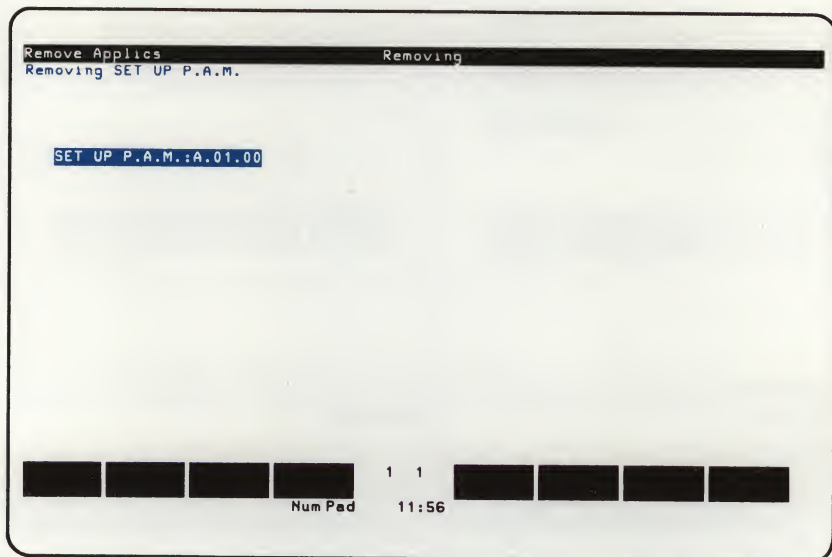 Remove Applics Removing
Removing SET UP P.A.M.
SET UP P.A.M.:A.01.00
1 1
Num Pad 11:56